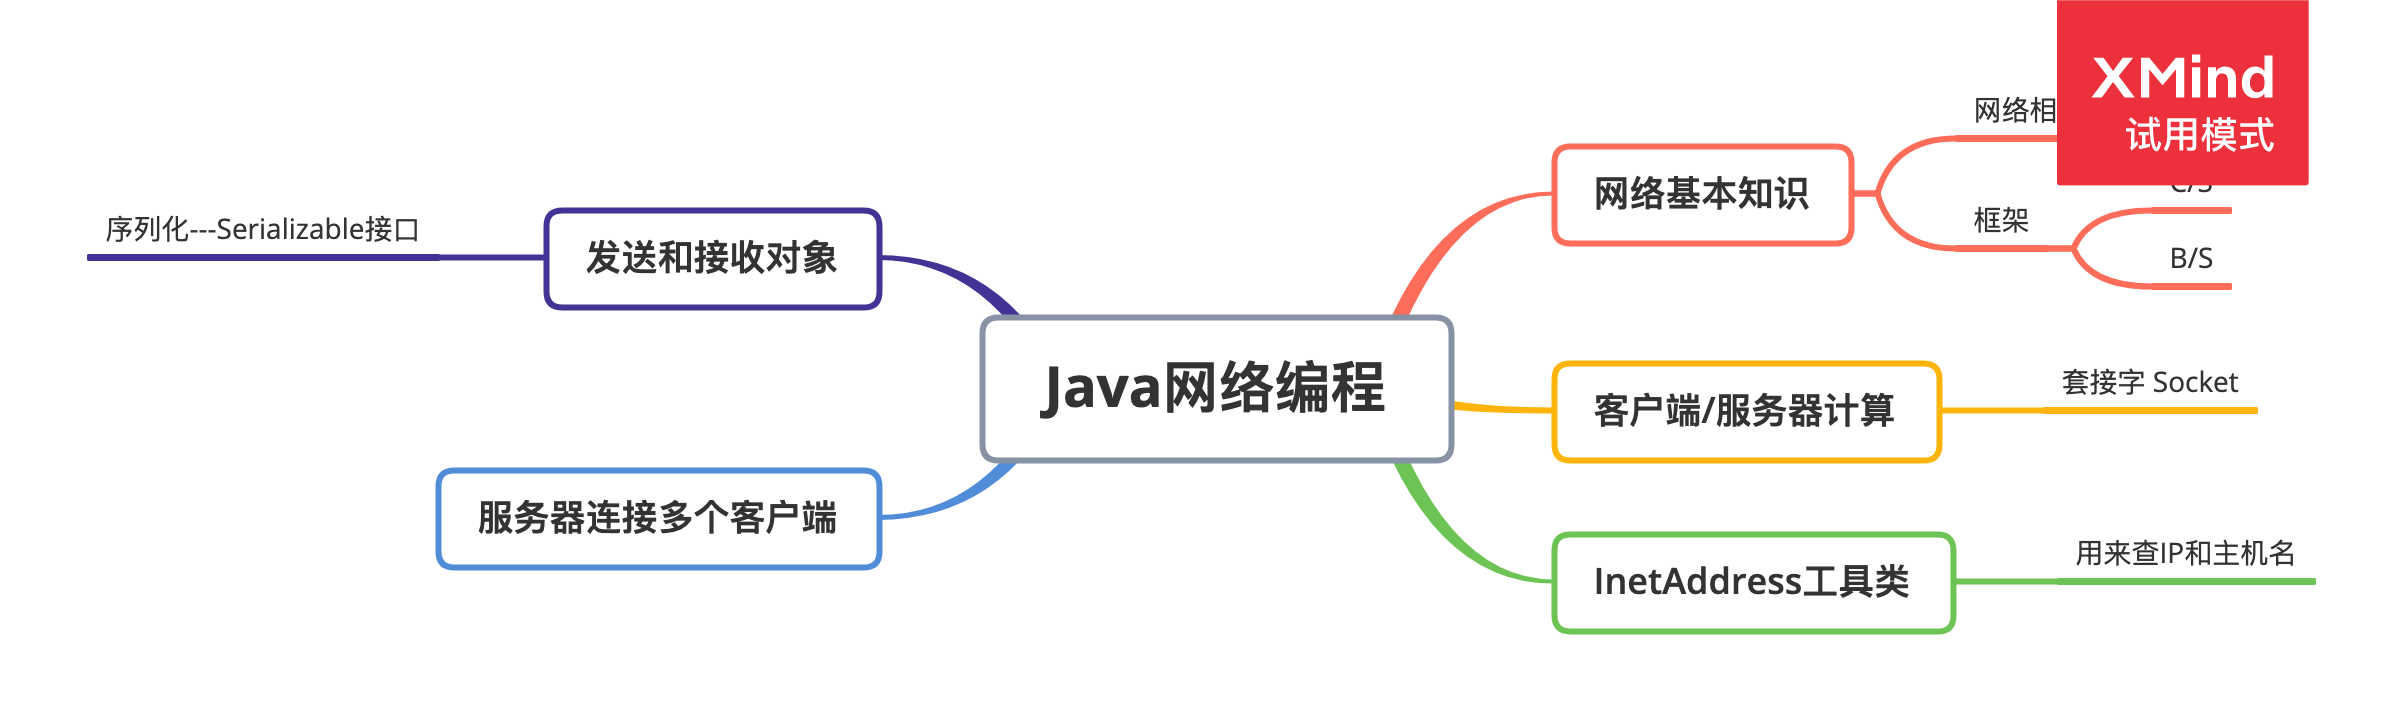 Java网络编程
网络基本知识
网络相
框架
C/S
B/S
客户端/服务器计算
套接字 Socket
InetAddress工具类
用来查IP和主机名
发送和接收对象
序列化---Serializable接口
服务器连接多个客户端
XMind
试用模式